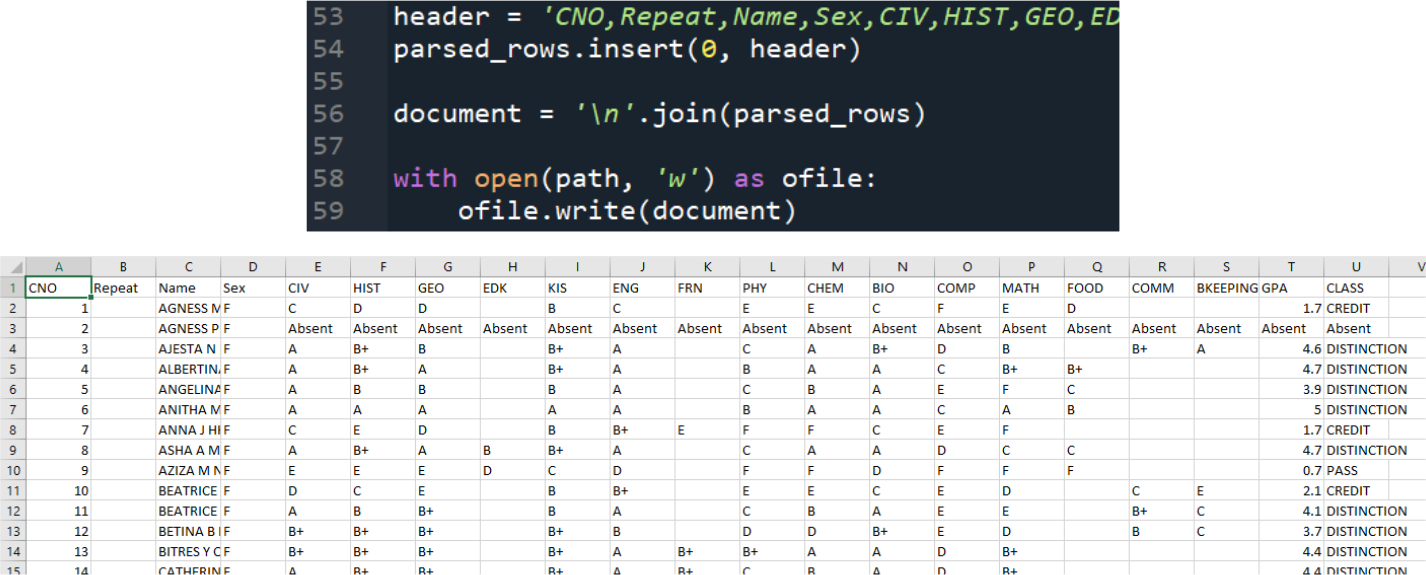 53 header = 'CNO,Repeat,Name,Sex,CIV,HIST,GEO,ED
54 parsed_rows.insert(0, header)
55
56 document = '\n'.join(parsed_rows)
57
58 with open(path, 'w') as ofile:
59 ofile.write(document)
A B C D E F G H I J K L M N O P Q R S T U V
1 CNO Repeat Name Sex CIV HIST GEO EDK KIS ENG FRN PHY CHEM BIO COMP MATH FOOD COMM BKEEPING GPA CLASS
2 1 AGNESS M F C D D B C E E C F E D 1.7 CREDIT
3 2 AGNESS P F Absent Absent Absent Absent Absent Absent Absent Absent Absent Absent Absent Absent Absent Absent Absent Absent Absent
4 3 AJESTA N F A B+ B B+ A C A B+ D B B+ A 4.6 DISTINCTION
5 4 ALBERTIN F A B+ A B+ A B A A C B+ B+ 4.7 DISTINCTION
6 5 ANGELINA F A B B B A C B A E F C 3.9 DISTINCTION
7 6 ANITHA M F A A A A A B A A C A B 5 DISTINCTION
8 7 ANNA J H F C E D B B+ E F F C E F 1.7 CREDIT
9 8 ASHA A M F A B+ A B B+ A C A A D C C 4.7 DISTINCTION
10 9 AZIZA M N F E E E D C D F F D F F F 0.7 PASS
11 10 BEATRICE F D C E B B+ E E C E D C E 2.1 CREDIT
12 11 BEATRICE F A B B+ B A C B A E E B+ C 4.1 DISTINCTION
13 12 BETINA B F B+ B+ B+ B+ B D D B+ E D B C 3.7 DISTINCTION
14 13 BITRES Y C F B+ B+ B+ B+ A B+ B+ A A D B+ 4.4 DISTINCTION
15 14 CATHERIN F A B+ B+ B+ A B+ C B A D B+ 4.4 DISTINCTION